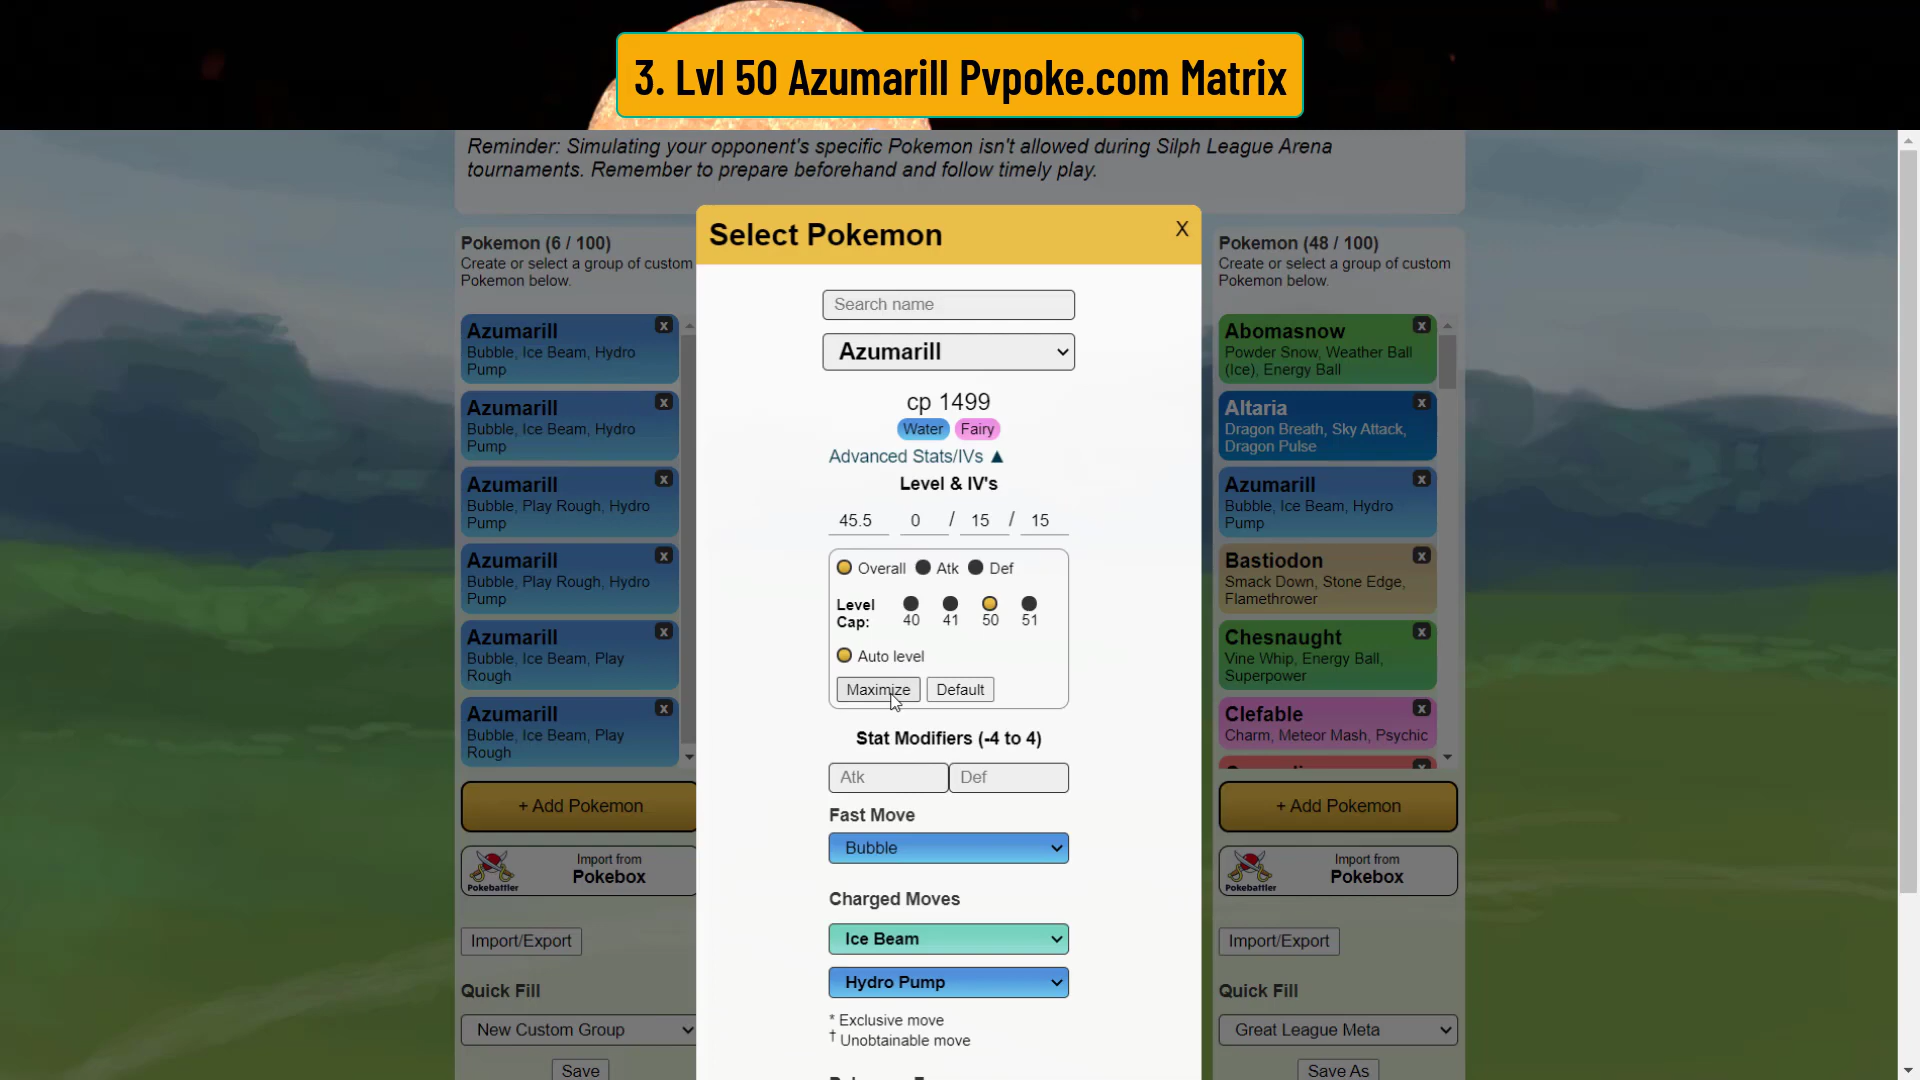 3. Lvl 50 Azumarill Pvpoke.com Matrix
Reminder: Simulating your opponent's specific Pokemon isn't allowed during Silph League Arena
tournaments. Remember to prepare beforehand and follow timely play.
Pokemon (6 / 100)
Create or select a group of custom
Pokemon below.
Azumarill
x
Bubble, Ice Beam, Hydro
Pump
Azumarill
x
Bubble, Ice Beam, Hydro
Pump
Azumarill
x
Bubble, Play Rough, Hydro
Pump
Azumarill
x
Bubble, Play Rough, Hydro
Pump
Azumarill
x
Bubble, Ice Beam, Play
Rough
Azumarill
x
Bubble, Ice Beam, Play
Rough
+ Add Pokemon
Import from
Pokebox
Pokebattler
Import/Export
Quick Fill
New Custom Group
Save
Select Pokemon
X
Search name
Azumarill
cp 1499
Water Fairy
Advanced Stats/IVs ▲
Level & IV's
45.5 0 / 15 / 15
Overall Atk Def
Level
Cap:
40 41 50 51
Auto level
Maximize Default
Stat Modifiers (-4 to 4)
Atk Def
Fast Move
Bubble
Charged Moves
Ice Beam
Hydro Pump
* Exclusive move
† Unobtainable move
Pokemon (48 / 100)
Create or select a group of custom
Pokemon below.
Abomasnow
x
Powder Snow, Weather Ball
(Ice), Energy Ball
Altaria
x
Dragon Breath, Sky Attack,
Dragon Pulse
Azumarill
x
Bubble, Ice Beam, Hydro
Pump
Bastiodon
x
Smack Down, Stone Edge,
Flamethrower
Chesnaught
x
Vine Whip, Energy Ball,
Superpower
Clefable
x
Charm, Meteor Mash, Psychic
+ Add Pokemon
Import from
Pokebox
Pokebattler
Import/Export
Quick Fill
Great League Meta
Save As